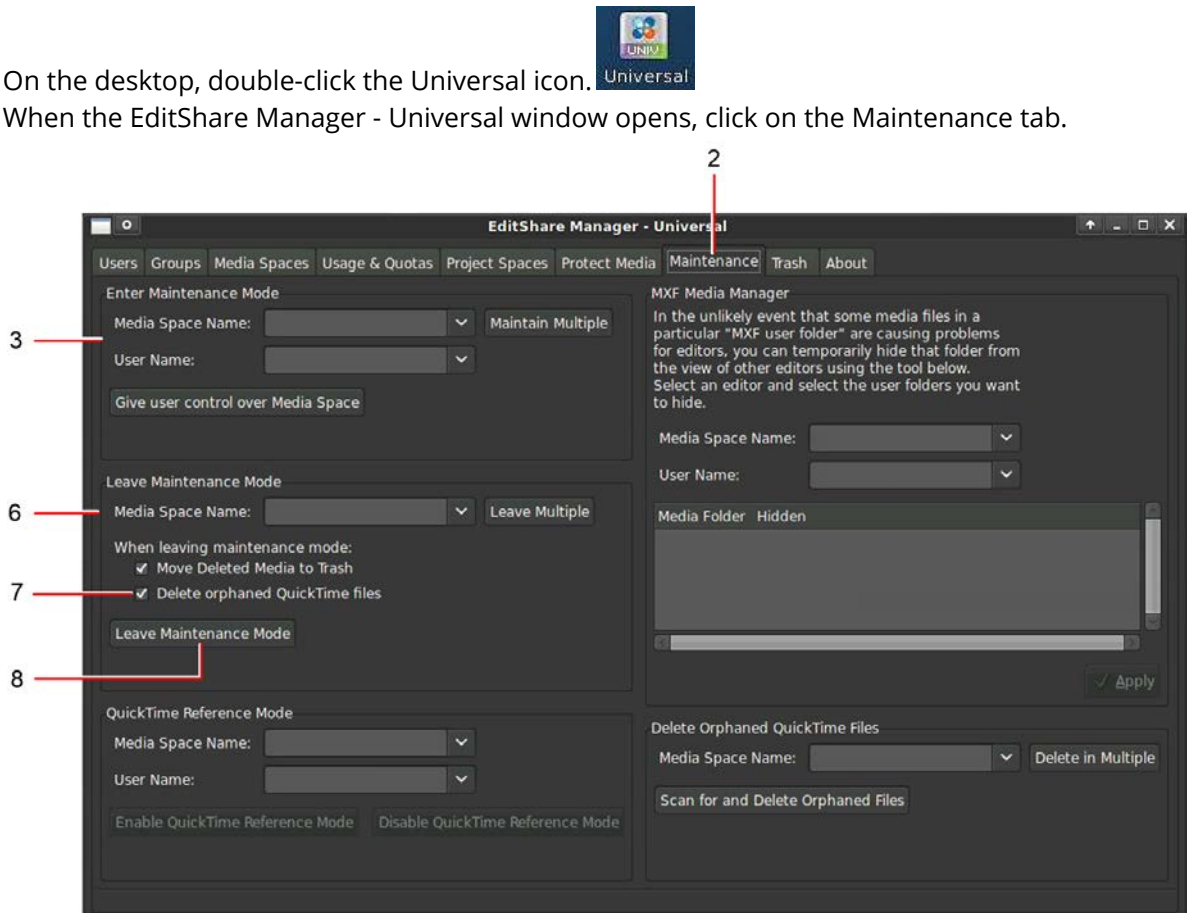 UNIV
On the desktop, double-click the Universal icon. Universal
When the EditShare Manager - Universal window opens, click on the Maintenance tab.
2
EditShare Manager - Universal
Users Groups Media Spaces Usage & Quotas Project Spaces Protect Media Maintenance Trash About
Enter Maintenance Mode
3
Media Space Name: Maintain Multiple
User Name:
Give user control over Media Space
Leave Maintenance Mode
6
Media Space Name: Leave Multiple
When leaving maintenance mode:
Move Deleted Media to Trash
7
Delete orphaned QuickTime files
Leave Maintenance Mode
8
QuickTime Reference Mode
Media Space Name:
User Name:
Enable QuickTime Reference Mode Disable QuickTime Reference Mode
MXF Media Manager
In the unlikely event that some media files in a
particular "MXF user folder" are causing problems
for editors, you can temporarily hide that folder from
the view of other editors using the tool below.
Select an editor and select the user folders you want
to hide.
Media Space Name:
User Name:
Media Folder Hidden
Apply
Delete Orphaned QuickTime Files
Media Space Name: Delete in Multiple
Scan for and Delete Orphaned Files